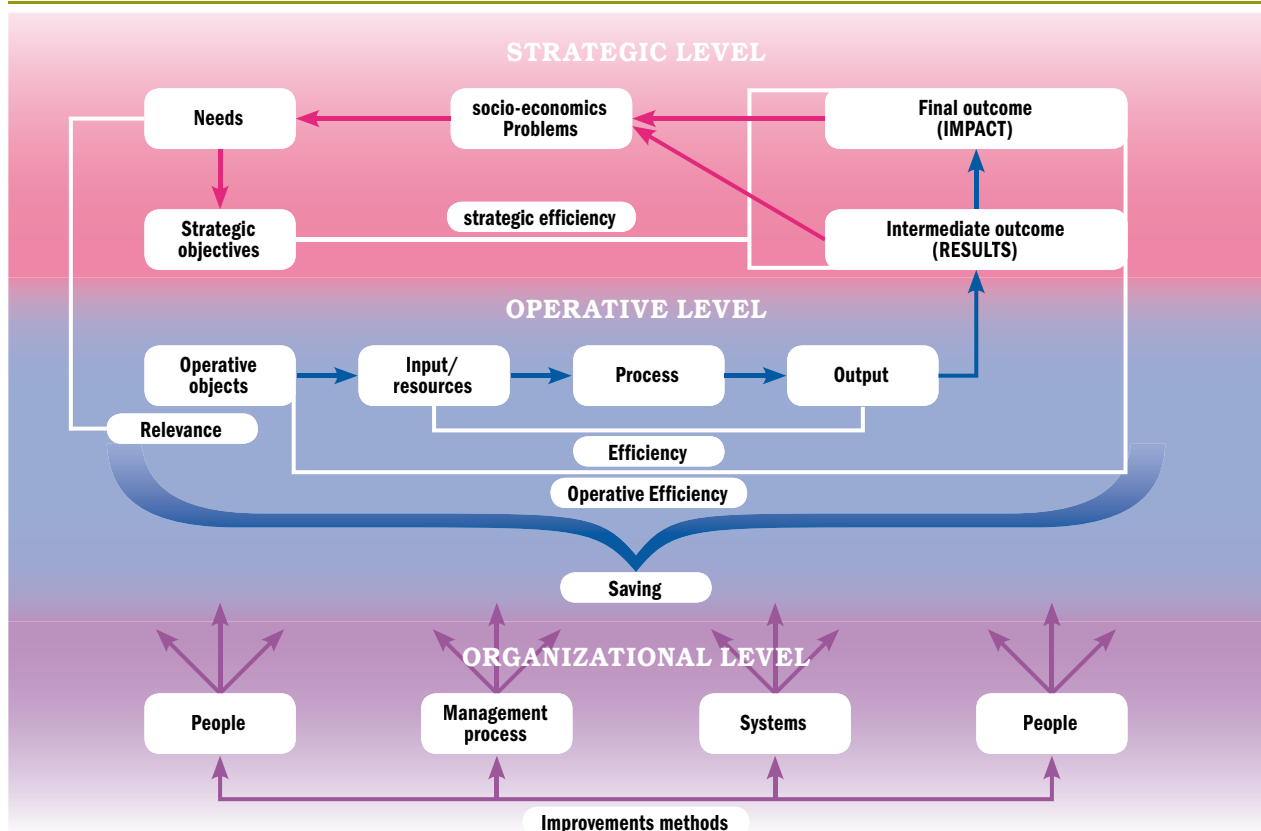 STRATEGIC LEVEL
Needs
socio-economics
Problems
Final outcome
(IMPACT)
Strategic
objectives
strategic efficiency
Intermediate outcome
(RESULTS)
OPERATIVE LEVEL
Operative
objects
Input/
resources
Process
Output
Relevance
Efficiency
Operative Efficiency
Saving
ORGANIZATIONAL LEVEL
People
Management
process
Systems
People
Improvements methods